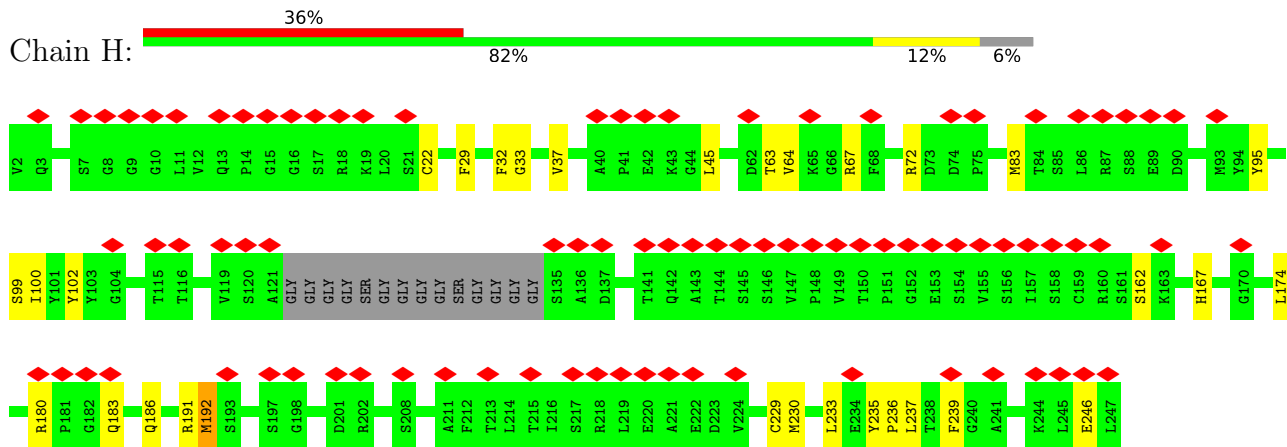 36%
Chain H:
82% 12% 6%
V2 Q3 S7 G8 G9 G10 L11 V12 Q13 P14 G15 G16 S17 R18 K19 L20 S21 C22 F29 F32 G33 V37 A40 P41 E42 K43 G44 L45 D62 T63 V64 K65 G66 R67 F68 R72 D73 D74 P75 M83 T84 S85 L86 R87 S88 E89 D90 M93 Y94 Y95
S99 I100 Y101 Y102 Y103 G104 T115 T116 V119 S120 A121 GLY GLY GLY GLY SER GLY GLY GLY GLY SER GLY GLY GLY GLY S135 A136 D137 T141 Q142 A143 T144 S145 S146 V147 P148 V149 T150 P151 G152 E153 S154 V155 S156 I157 S158 C159 R160 S161 S162 K163 H167 G170 L174
R180 P181 G182 Q183 Q186 R191 M192 S193 S197 G198 D201 R202 S208 A211 F212 T213 L214 T215 I216 S217 R218 L219 E220 A221 E222 D223 V224 C229 M230 L233 E234 Y235 P236 L237 T238 F239 G240 A241 K244 L245 E246 L247